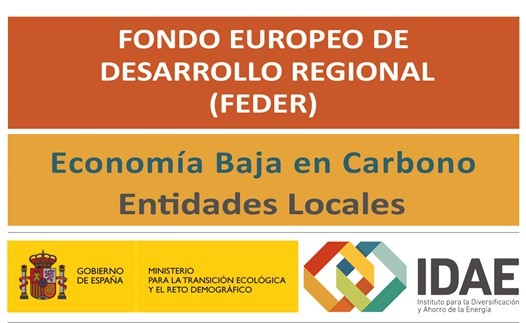 FONDO EUROPEO DE
DESARROLLO REGIONAL
(FEDER)
Economía Baja en Carbono
Entidades Locales
GOBIERNO
DE ESPAÑA
MINISTERIO
PARA LA TRANSICIÓN ECOLÓGICA
Y EL RETO DEMOGRÁFICO
IDAE
Instituto para la Diversificación
y Ahorro de la Energía